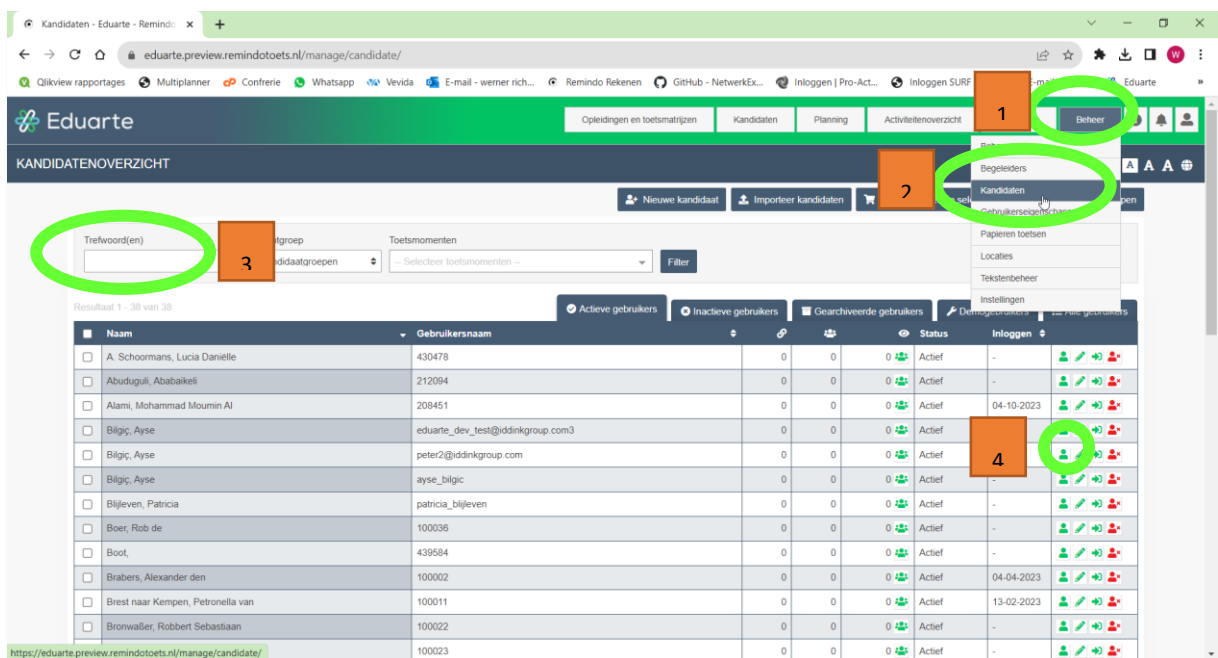 Kandidaten - Eduarte - Remindo
eduarte.preview.remindotoets.nl/manage/candidate/
Qlikview rapportages Multiplanner Confrerie Whatsapp Vevida E-mail - werner rich... Remindo Rekenen GitHub - NetwerkEx... Inloggen | Pro-Act... Inloggen SURF Eduarte »
W
Eduarte
Opleidingen en toetsmatrijzen Kandidaten Planning Activiteitenoverzicht 1 Beheer
KANDIDATENOVERZICHT A A A
Begeleiders
2 Kandidaten
Nieuwe kandidaat Importeer kandidaten
Gebruikerseigenschap
Papieren toetsen
Locaties
Tekstenbeheer
Instellingen
Trefwoord(en) 3 Toetsmomenten
-- Selecteer toetsmomenten -- Filter
Resultaat 1 - 38 van 38
Actieve gebruikers Inactieve gebruikers Gearchiveerde gebruikers Demogebruikers Alle gebruikers
Naam Gebruikersnaam Status Inloggen
A. Schoormans, Lucia Daniëlle 430478 0 0 0 Actief -
Abuduguli, Ababaikeli 212094 0 0 0 Actief -
Alami, Mohammad Moumin Al 208451 0 0 0 Actief 04-10-2023
Bilgiç, Ayse eduarte_dev_test@iddinkgroup.com3 0 0 0 Actief
Bilgiç, Ayse peter2@iddinkgroup.com 0 0 0 Actief 4
Bilgiç, Ayse ayse_bilgic 0 0 0 Actief -
Blijleven, Patricia patricia_blijleven 0 0 0 Actief -
Boer, Rob de 100036 0 0 0 Actief -
Boot, 439584 0 0 0 Actief -
Brabers, Alexander den 100002 0 0 0 Actief 04-04-2023
Brest naar Kempen, Petronella van 100011 0 0 0 Actief 13-02-2023
Bronwaßer, Robbert Sebastiaan 100022 0 0 0 Actief -
100023 0 0 0 Actief -
https://eduarte.preview.remindotoets.nl/manage/candidate/